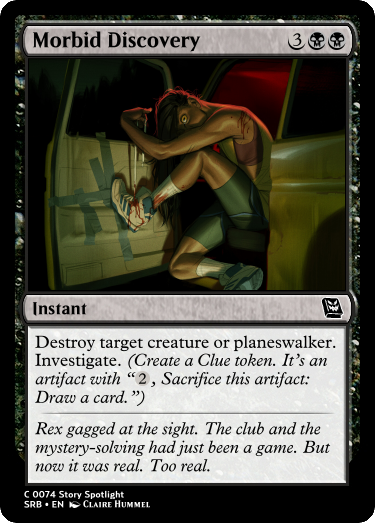 Morbid Discovery 3
Instant
Destroy target creature or planeswalker.
Investigate. (Create a Clue token. It's an
artifact with “2, Sacrifice this artifact:
Draw a card.”)
Rex gagged at the sight. The club and the
mystery-solving had just been a game. But
now it was real. Too real.
C 0074 Story Spotlight
SRB • EN Claire Hummel